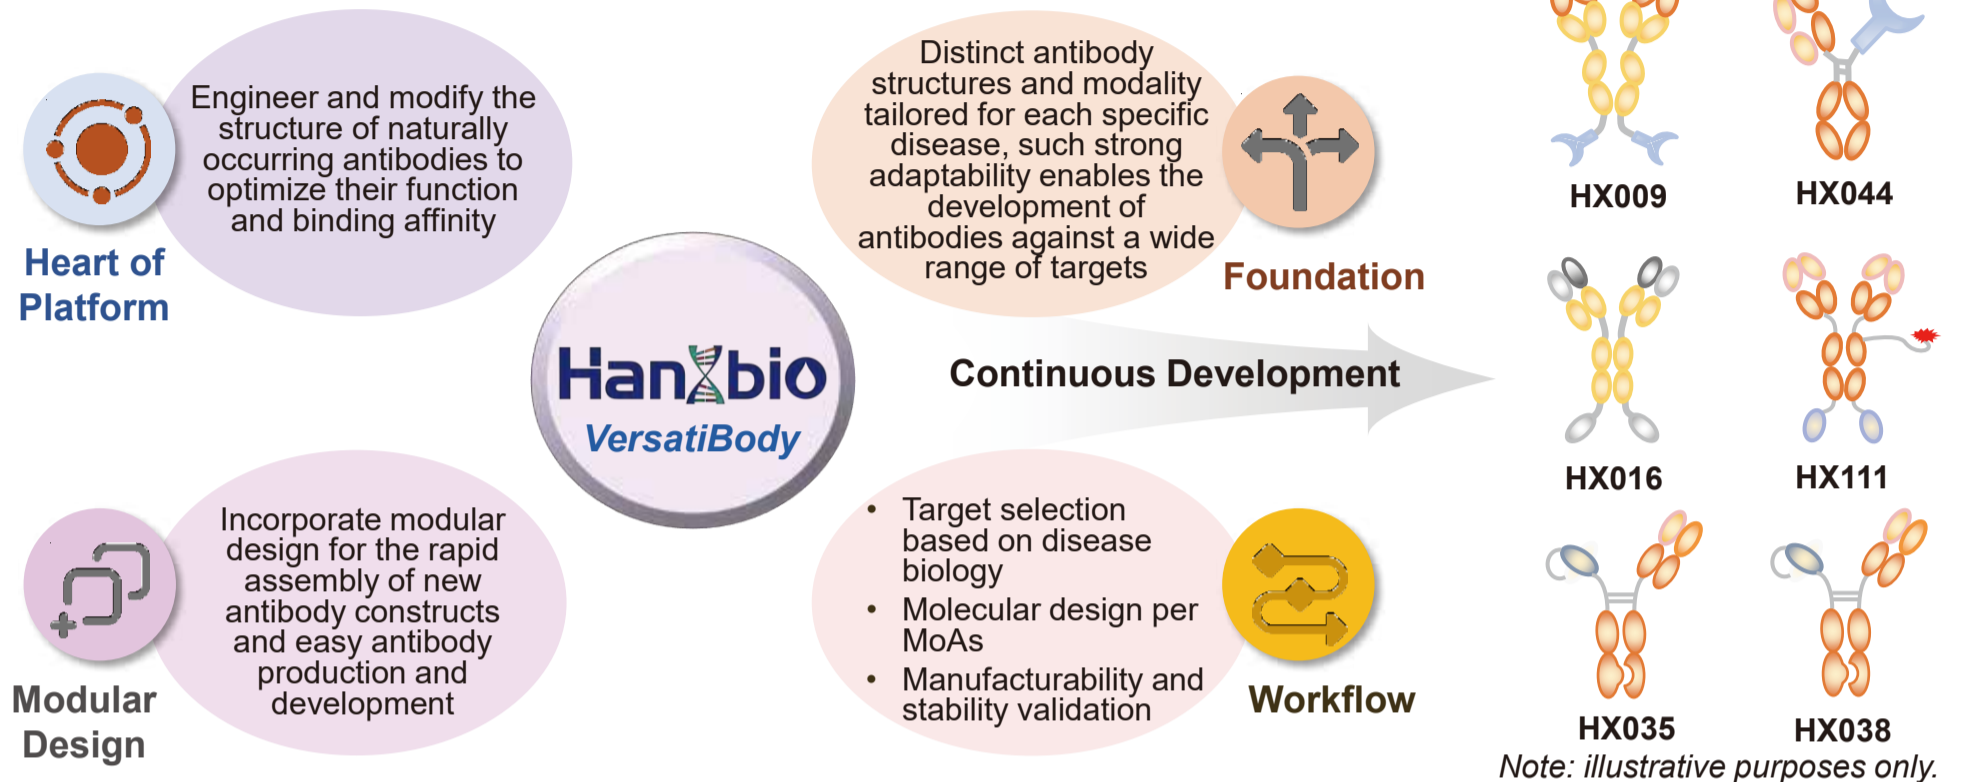 Engineer and modify the
structure of naturally
occurring antibodies to
optimize their function
and binding affinity
Heart of
Platform
Distinct antibody
structures and modality
tailored for each specific
disease, such strong
adaptability enables the
development of
antibodies against a wide
range of targets
Foundation
Hanxbio
VersatiBody
Continuous Development
Incorporate modular
design for the rapid
assembly of new
antibody constructs
and easy antibody
production and
development
Modular
Design
• Target selection
based on disease
biology
• Molecular design per
MoAs
• Manufacturability and
stability validation
Workflow
HX009
HX044
HX016
HX111
HX035
HX038
Note: illustrative purposes only.